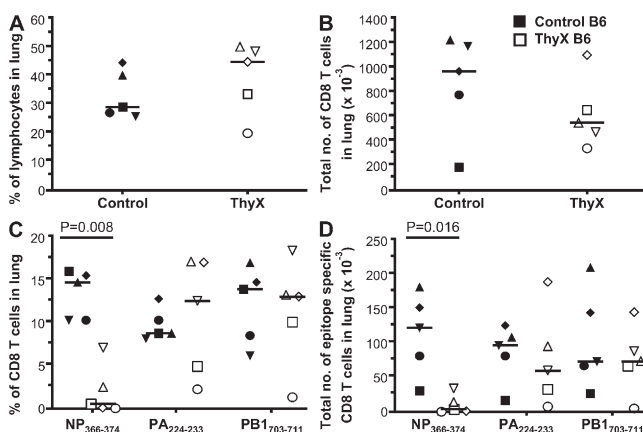 A
% of lymphocytes in lung
60
50
40
30
20
10
0
Control
ThyX
B
Total no. of CD8 T cells
in lung (x 10-3)
1400
1200
1000
800
600
400
200
0
Control B6
ThyX B6
Control
ThyX
C
% of CD8 T cells in lung
P=0.008
20
15
10
5
0
NP366-374
PA224-233
PB1703-711
D
Total no. of epitope specific
CD8 T cells in lung (x 10-3)
P=0.016
250
200
150
100
50
0
NP366-374
PA224-233
PB1703-711